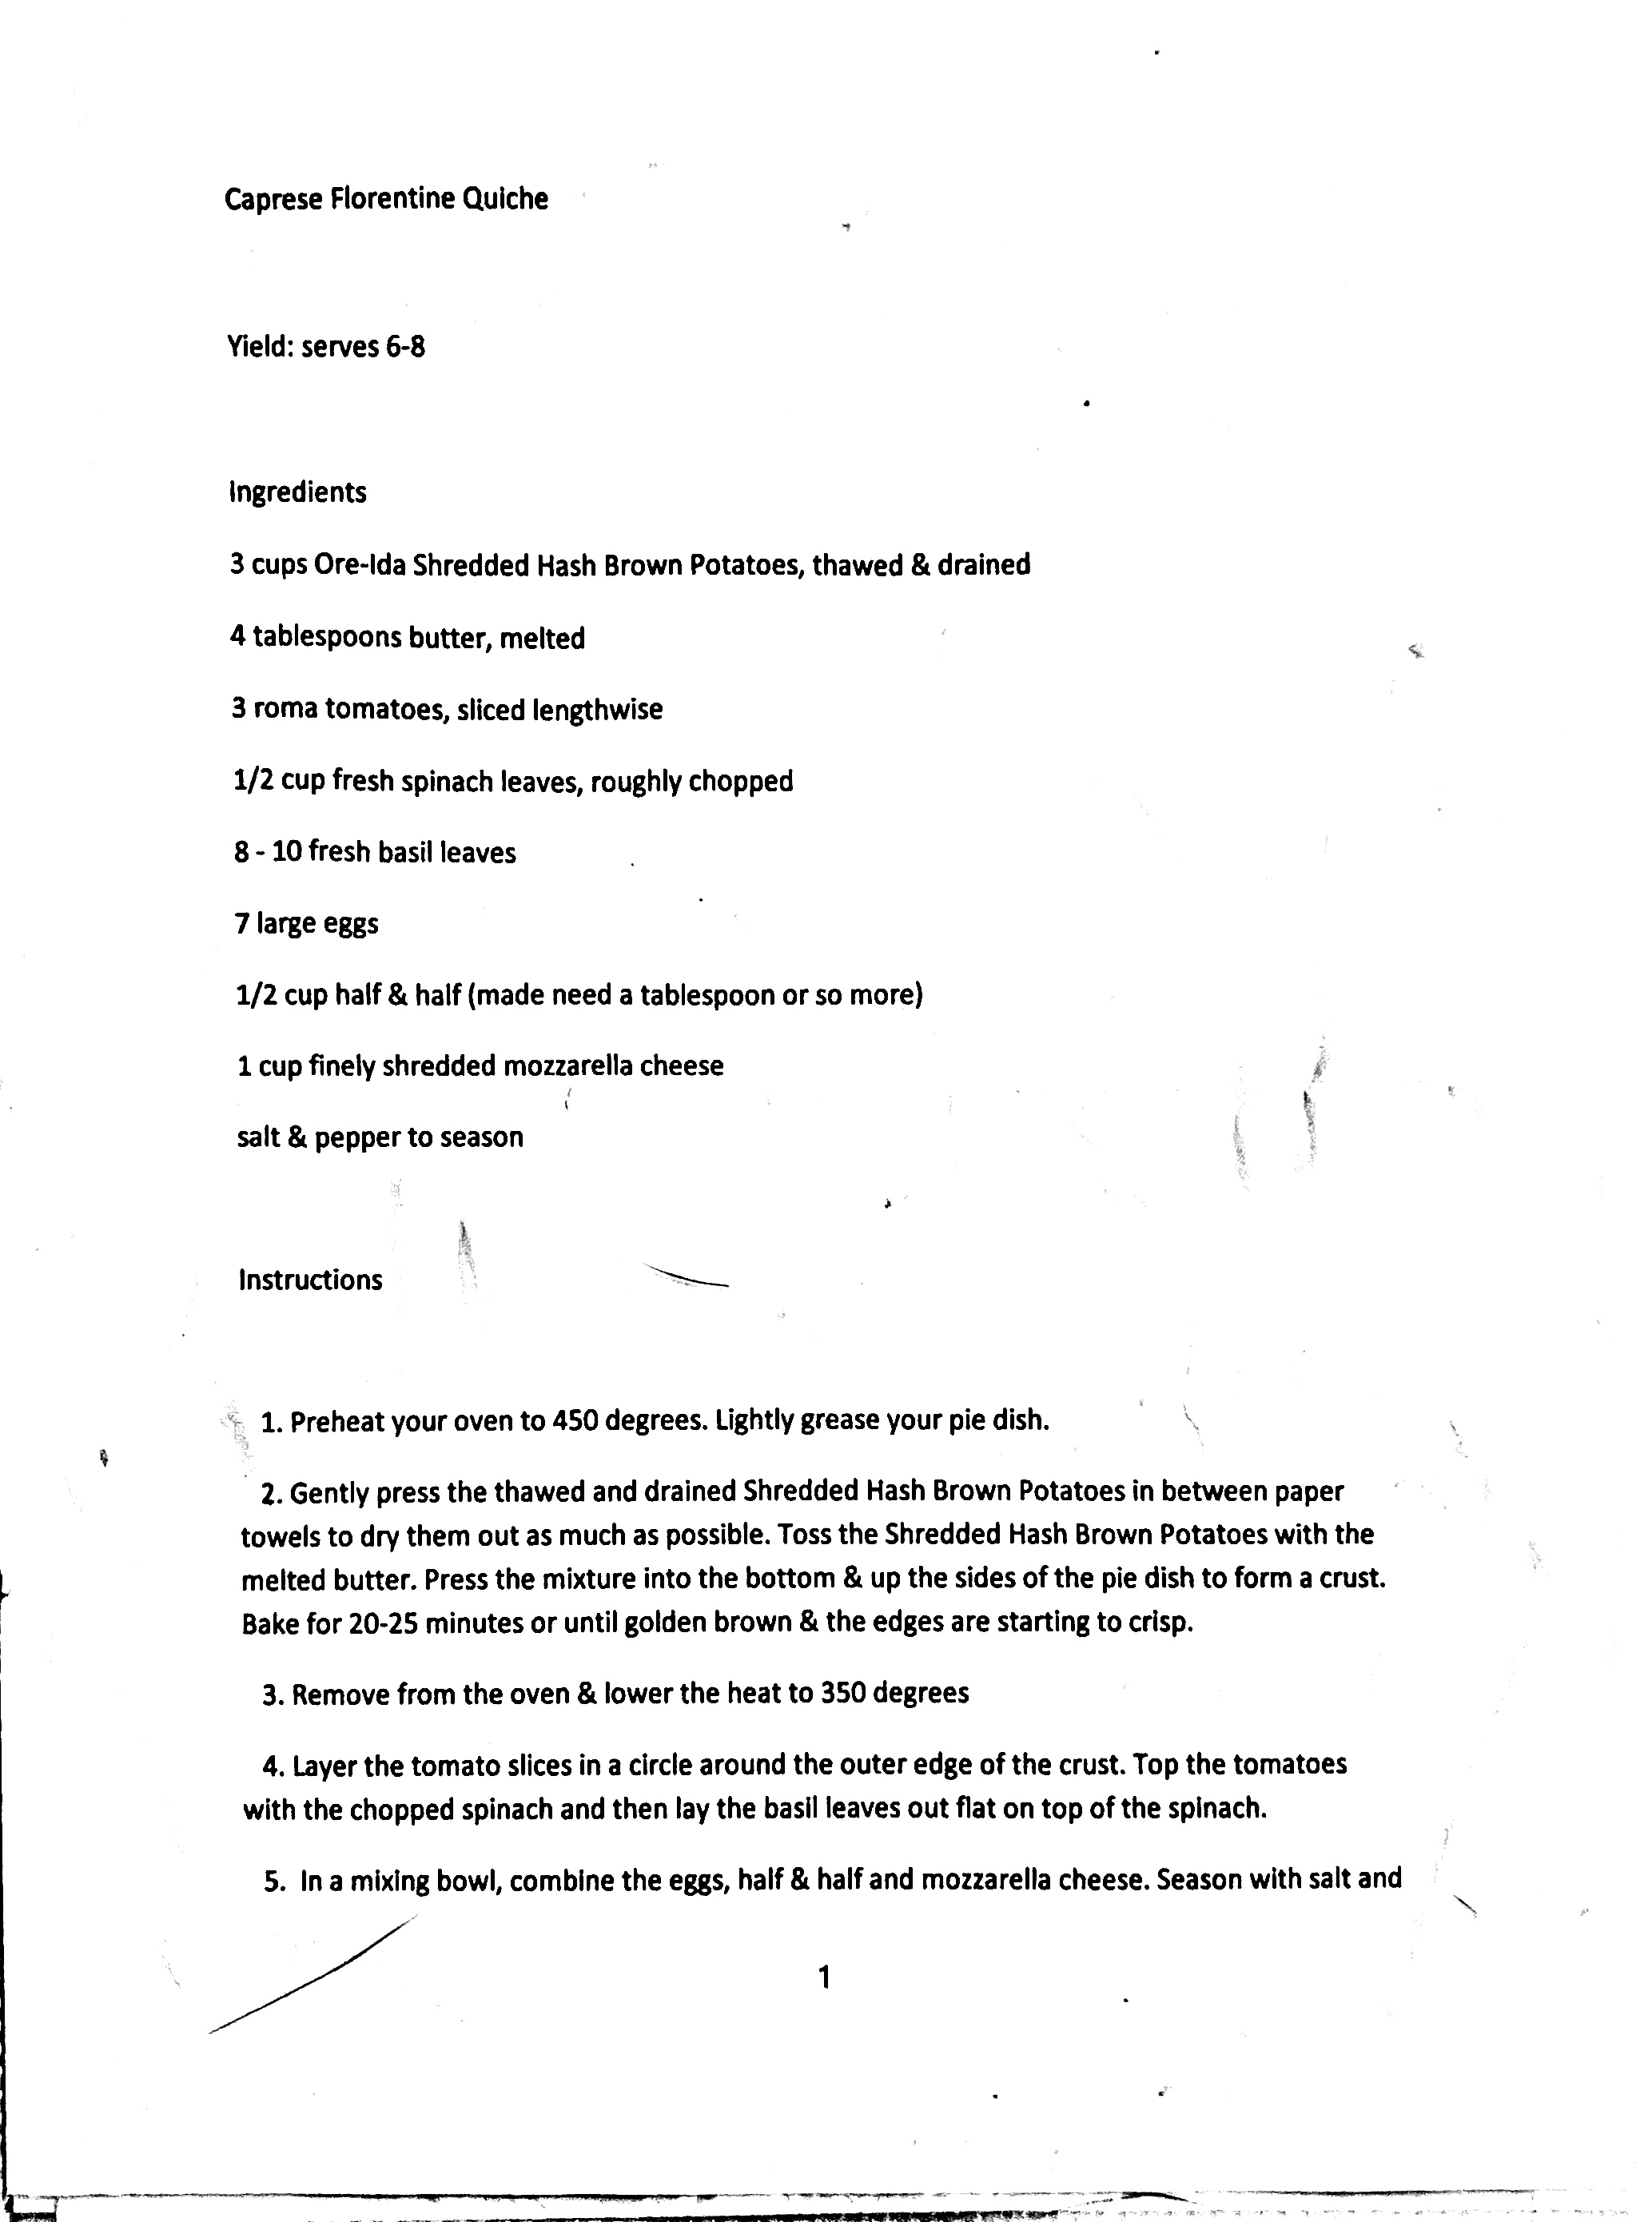 Caprese Florentine Quiche
Yield: serves 6-8
Ingredients
3 cups Ore-Ida Shredded Hash Brown Potatoes, thawed & drained
4 tablespoons butter, melted
3 roma tomatoes, sliced lengthwise
1/2 cup fresh spinach leaves, roughly chopped
8 - 10 fresh basil leaves
7 large eggs
1/2 cup half & half (made need a tablespoon or so more)
1 cup finely shredded mozzarella cheese
salt & pepper to season
Instructions
1. Preheat your oven to 450 degrees. Lightly grease your pie dish.
2. Gently press the thawed and drained Shredded Hash Brown Potatoes in between paper
towels to dry them out as much as possible. Toss the Shredded Hash Brown Potatoes with the
melted butter. Press the mixture into the bottom & up the sides of the pie dish to form a crust.
Bake for 20-25 minutes or until golden brown & the edges are starting to crisp.
3. Remove from the oven & lower the heat to 350 degrees
4. Layer the tomato slices in a circle around the outer edge of the crust. Top the tomatoes
with the chopped spinach and then lay the basil leaves out flat on top of the spinach.
5.  In a mixing bowl, combine the eggs, half & half and mozzarella cheese. Season with salt and
1